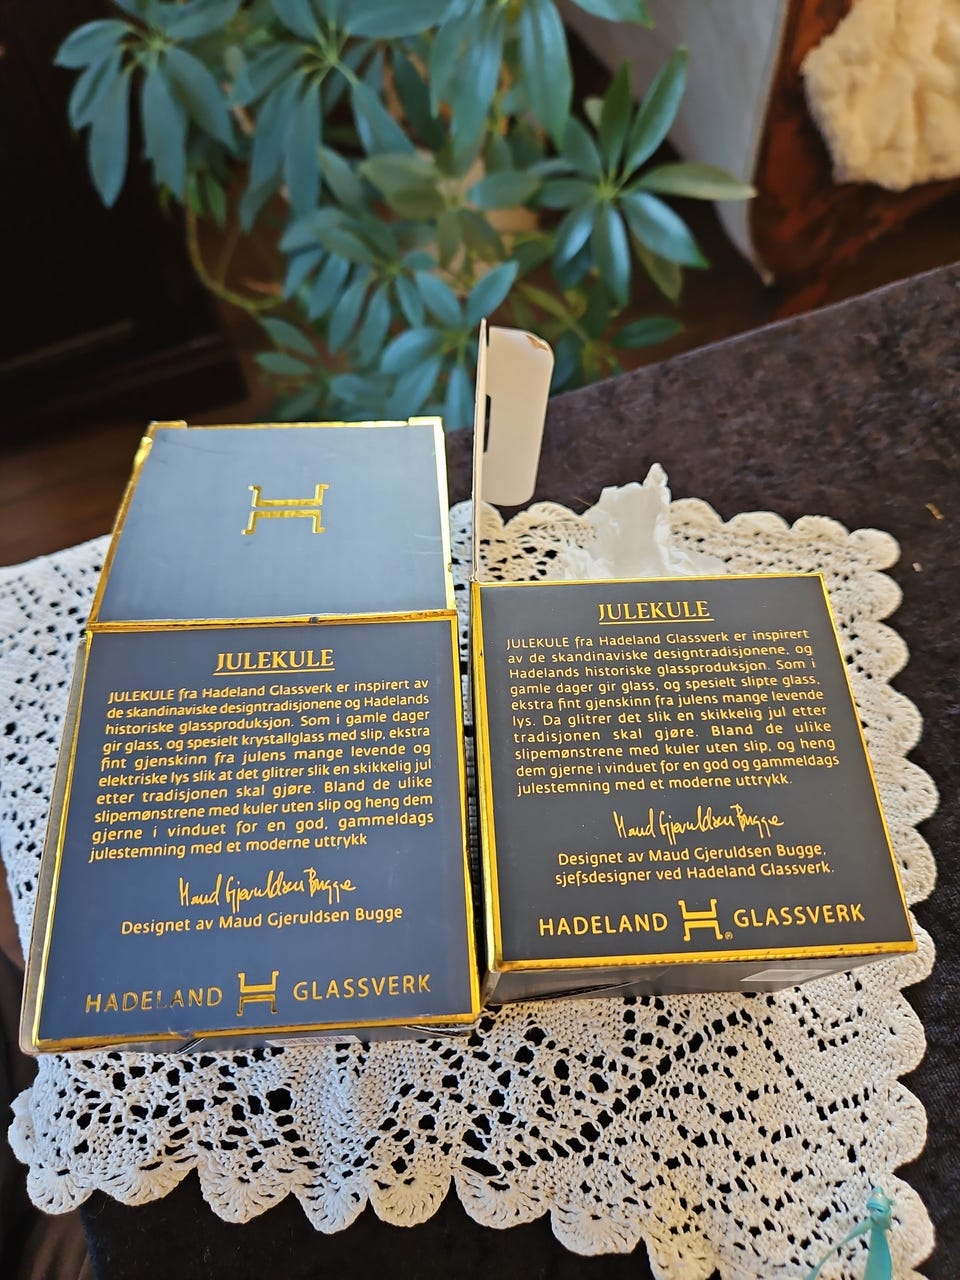 JULEKULE
JULEKULE fra Hadeland Glassverk er inspirert av
de skandinaviske designtradisjonene og Hadelands
historiske glassproduksjon. Som i gamle dager
gir glass, og spesielt krystallglass med slip, ekstra
fint gjenskinn fra julens mange levende og
elektriske lys slik at det glitrer slik en skikkelig jul
etter tradisjonen skal gjøre. Bland de ulike
slipemønstrene med kuler uten slip og heng dem
gjerne i vinduet for en god, gammeldags
julestemning med et moderne uttrykk
Maud Gjeruldsen Bugge
Designet av Maud Gjeruldsen Bugge
HADELAND GLASSVERK
JULEKULE
JULEKULE fra Hadeland Glassverk er inspirert
av de skandinaviske designtradisjonene, og
Hadelands historiske glassproduksjon. Som i
gamle dager gir glass, og spesielt slipte glass,
ekstra fint gjenskinn fra julens mange levende
lys. Da glitrer det slik en skikkelig jul etter
tradisjonen skal gjøre. Bland de ulike
slipemønstrene med kuler uten slip, og heng
dem gjerne i vinduet for en god og gammeldags
julestemning med et moderne uttrykk.
Maud Gjeruldsen Bugge
Designet av Maud Gjeruldsen Bugge,
sjefsdesigner ved Hadeland Glassverk.
HADELAND ® GLASSVERK